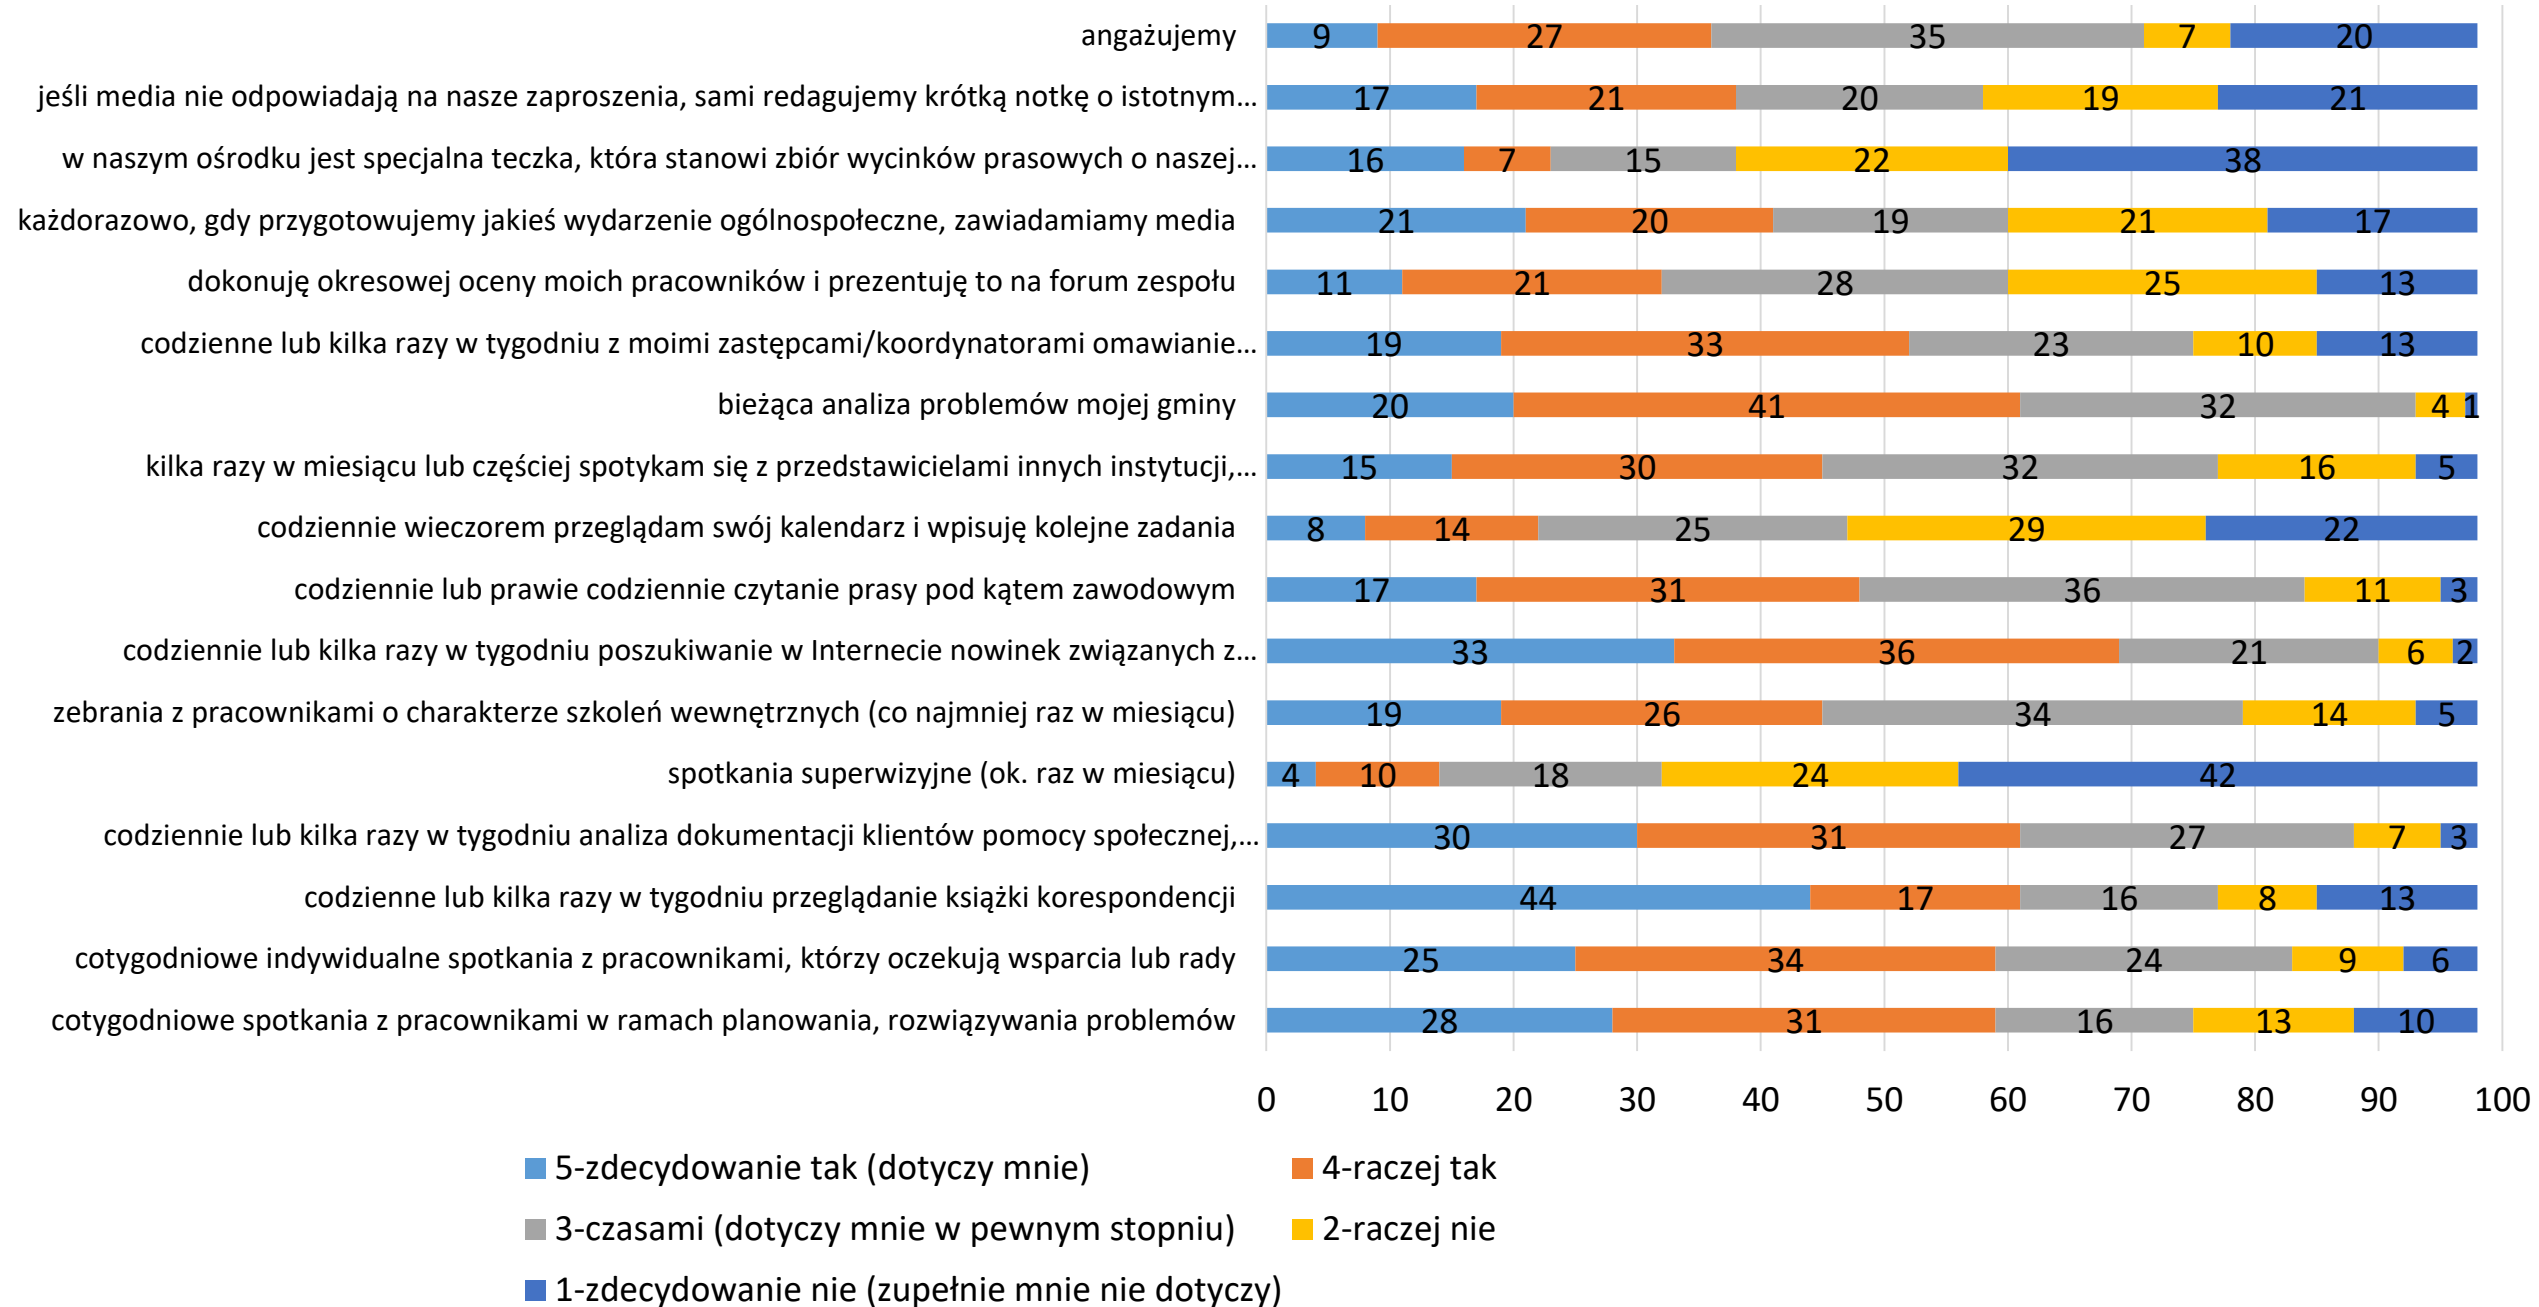 angażujemy 9 27 35 7 20
jeśli media nie odpowiadają na nasze zaproszenia, sami redagujemy krótką notkę o istotnym… 17 21 20 19 21
w naszym ośrodku jest specjalna teczka, która stanowi zbiór wycinków prasowych o naszej… 16 7 15 22 38
każdorazowo, gdy przygotowujemy jakieś wydarzenie ogólnospołeczne, zawiadamiamy media 21 20 19 21 17
dokonuję okresowej oceny moich pracowników i prezentuję to na forum zespołu 11 21 28 25 13
codzienne lub kilka razy w tygodniu z moimi zastępcami/koordynatorami omawianie… 19 33 23 10 13
bieżąca analiza problemów mojej gminy 20 41 32 4 1
kilka razy w miesiącu lub częściej spotykam się z przedstawicielami innych instytucji,… 15 30 32 16 5
codziennie wieczorem przeglądam swój kalendarz i wpisuję kolejne zadania 8 14 25 29 22
codziennie lub prawie codziennie czytanie prasy pod kątem zawodowym 17 31 36 11 3
codziennie lub kilka razy w tygodniu poszukiwanie w Internecie nowinek związanych z… 33 36 21 6 2
zebrania z pracownikami o charakterze szkoleń wewnętrznych (co najmniej raz w miesiącu) 19 26 34 14 5
spotkania superwizyjne (ok. raz w miesiącu) 4 10 18 24 42
codziennie lub kilka razy w tygodniu analiza dokumentacji klientów pomocy społecznej,… 30 31 27 7 3
codzienne lub kilka razy w tygodniu przeglądanie książki korespondencji 44 17 16 8 13
cotygodniowe indywidualne spotkania z pracownikami, którzy oczekują wsparcia lub rady 25 34 24 9 6
cotygodniowe spotkania z pracownikami w ramach planowania, rozwiązywania problemów 28 31 16 13 10
0 10 20 30 40 50 60 70 80 90 100
5-zdecydowanie tak (dotyczy mnie) 4-raczej tak
3-czasami (dotyczy mnie w pewnym stopniu) 2-raczej nie
1-zdecydowanie nie (zupełnie mnie nie dotyczy)